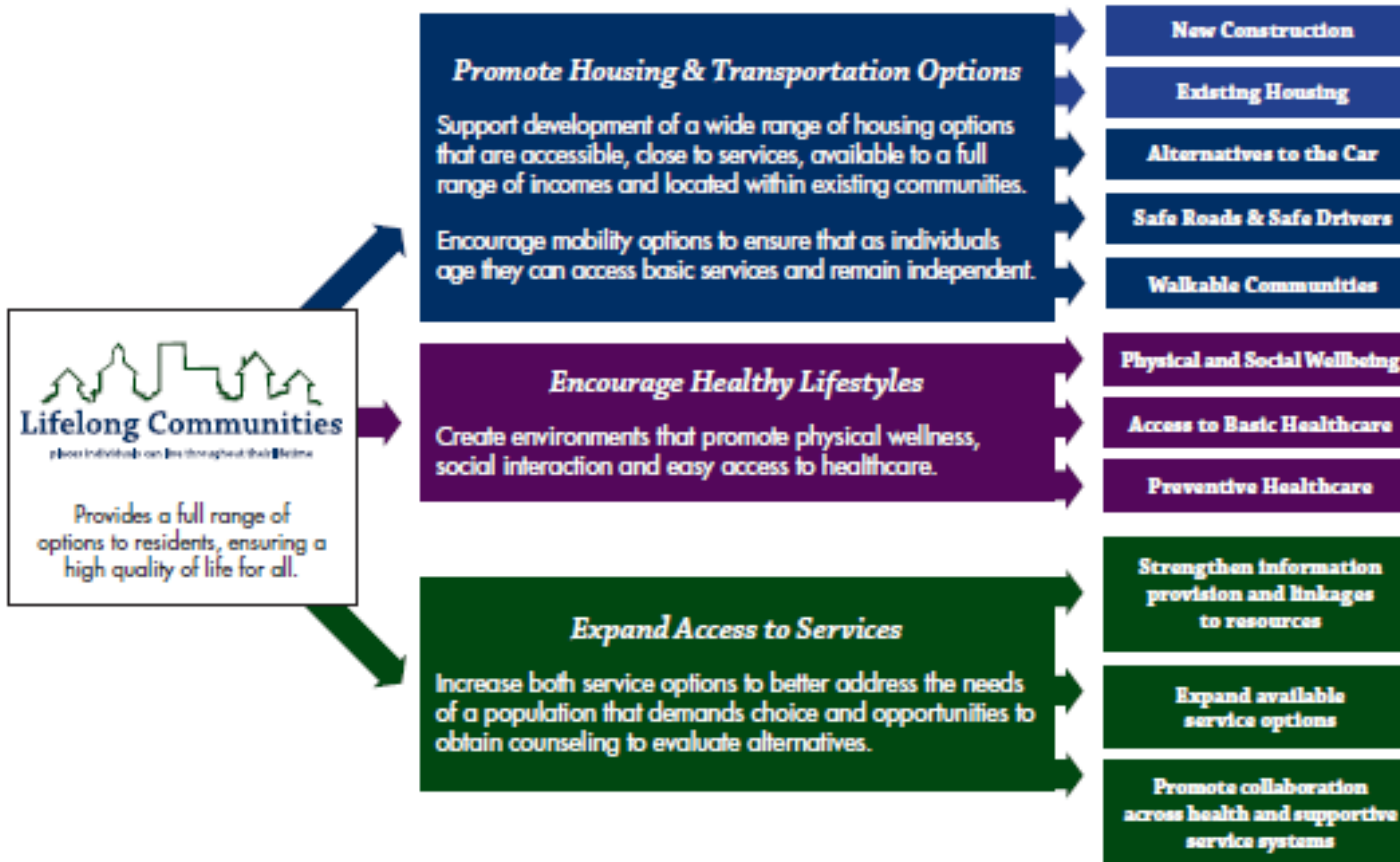 Lifelong Communities
places individuals can live throughout their lifetime
Provides a full range of
options to residents, ensuring a
high quality of life for all.
Promote Housing & Transportation Options
Support development of a wide range of housing options
that are accessible, close to services, available to a full
range of incomes and located within existing communities.
Encourage mobility options to ensure that as individuals
age they can access basic services and remain independent.
New Construction
Existing Housing
Alternatives to the Car
Safe Roads & Safe Drivers
Walkable Communities
Encourage Healthy Lifestyles
Create environments that promote physical wellness,
social interaction and easy access to healthcare.
Physical and Social Wellbeing
Access to Basic Healthcare
Preventive Healthcare
Expand Access to Services
Increase both service options to better address the needs
of a population that demands choice and opportunities to
obtain counseling to evaluate alternatives.
Strengthen information
provision and linkages
to resources
Expand available
service options
Promote collaboration
across health and supportive
service systems